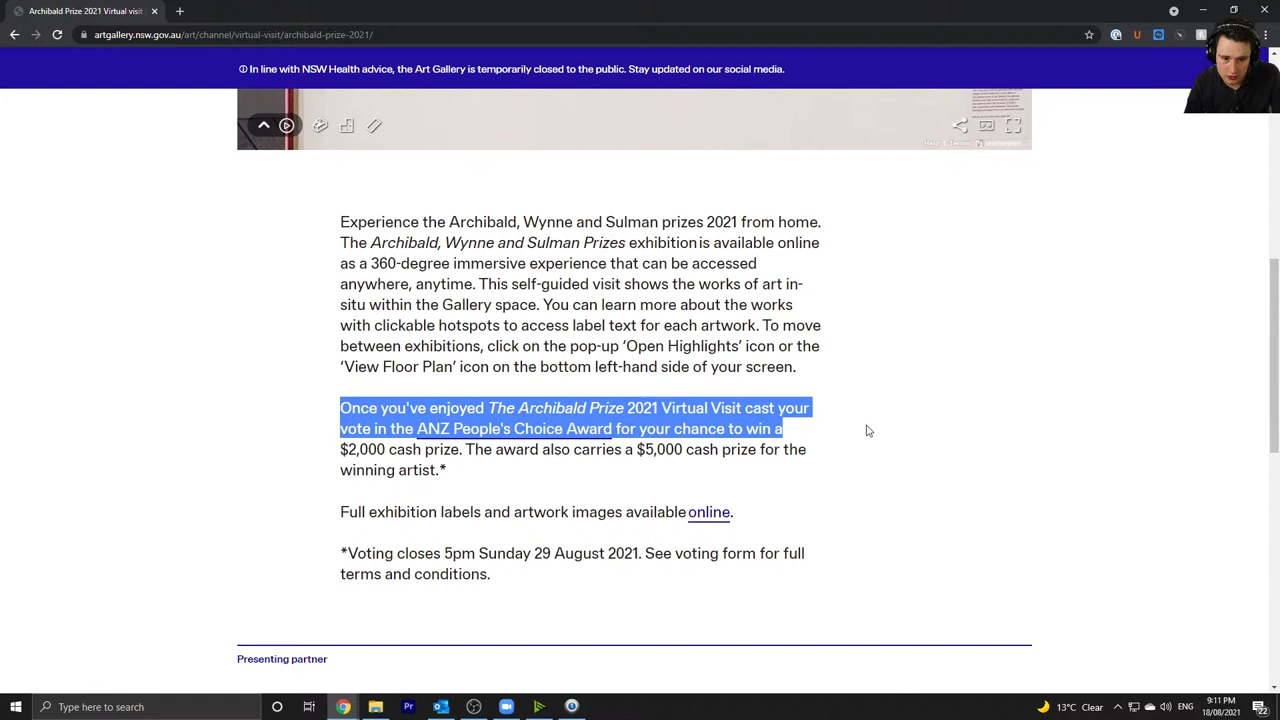 Archibald Prize 2021 Virtual visit
artgallery.nsw.gov.au/art/channel/virtual-visit/archibald-prize-2021/
In line with NSW Health advice, the Art Gallery is temporarily closed to the public. Stay updated on our social media.
Help | Terms
Experience the Archibald, Wynne and Sulman prizes 2021 from home.
The Archibald, Wynne and Sulman Prizes exhibition is available online
as a 360-degree immersive experience that can be accessed
anywhere, anytime. This self-guided visit shows the works of art in-
situ within the Gallery space. You can learn more about the works
with clickable hotspots to access label text for each artwork. To move
between exhibitions, click on the pop-up ‘Open Highlights’ icon or the
‘View Floor Plan’ icon on the bottom left-hand side of your screen.
Once you've enjoyed The Archibald Prize 2021 Virtual Visit cast your
vote in the ANZ People's Choice Award for your chance to win a
$2,000 cash prize. The award also carries a $5,000 cash prize for the
winning artist.*
Full exhibition labels and artwork images available online.
*Voting closes 5pm Sunday 29 August 2021. See voting form for full
terms and conditions.
Presenting partner
Type here to search
Pr
13°C Clear
ENG
9:11 PM
18/08/2021
22